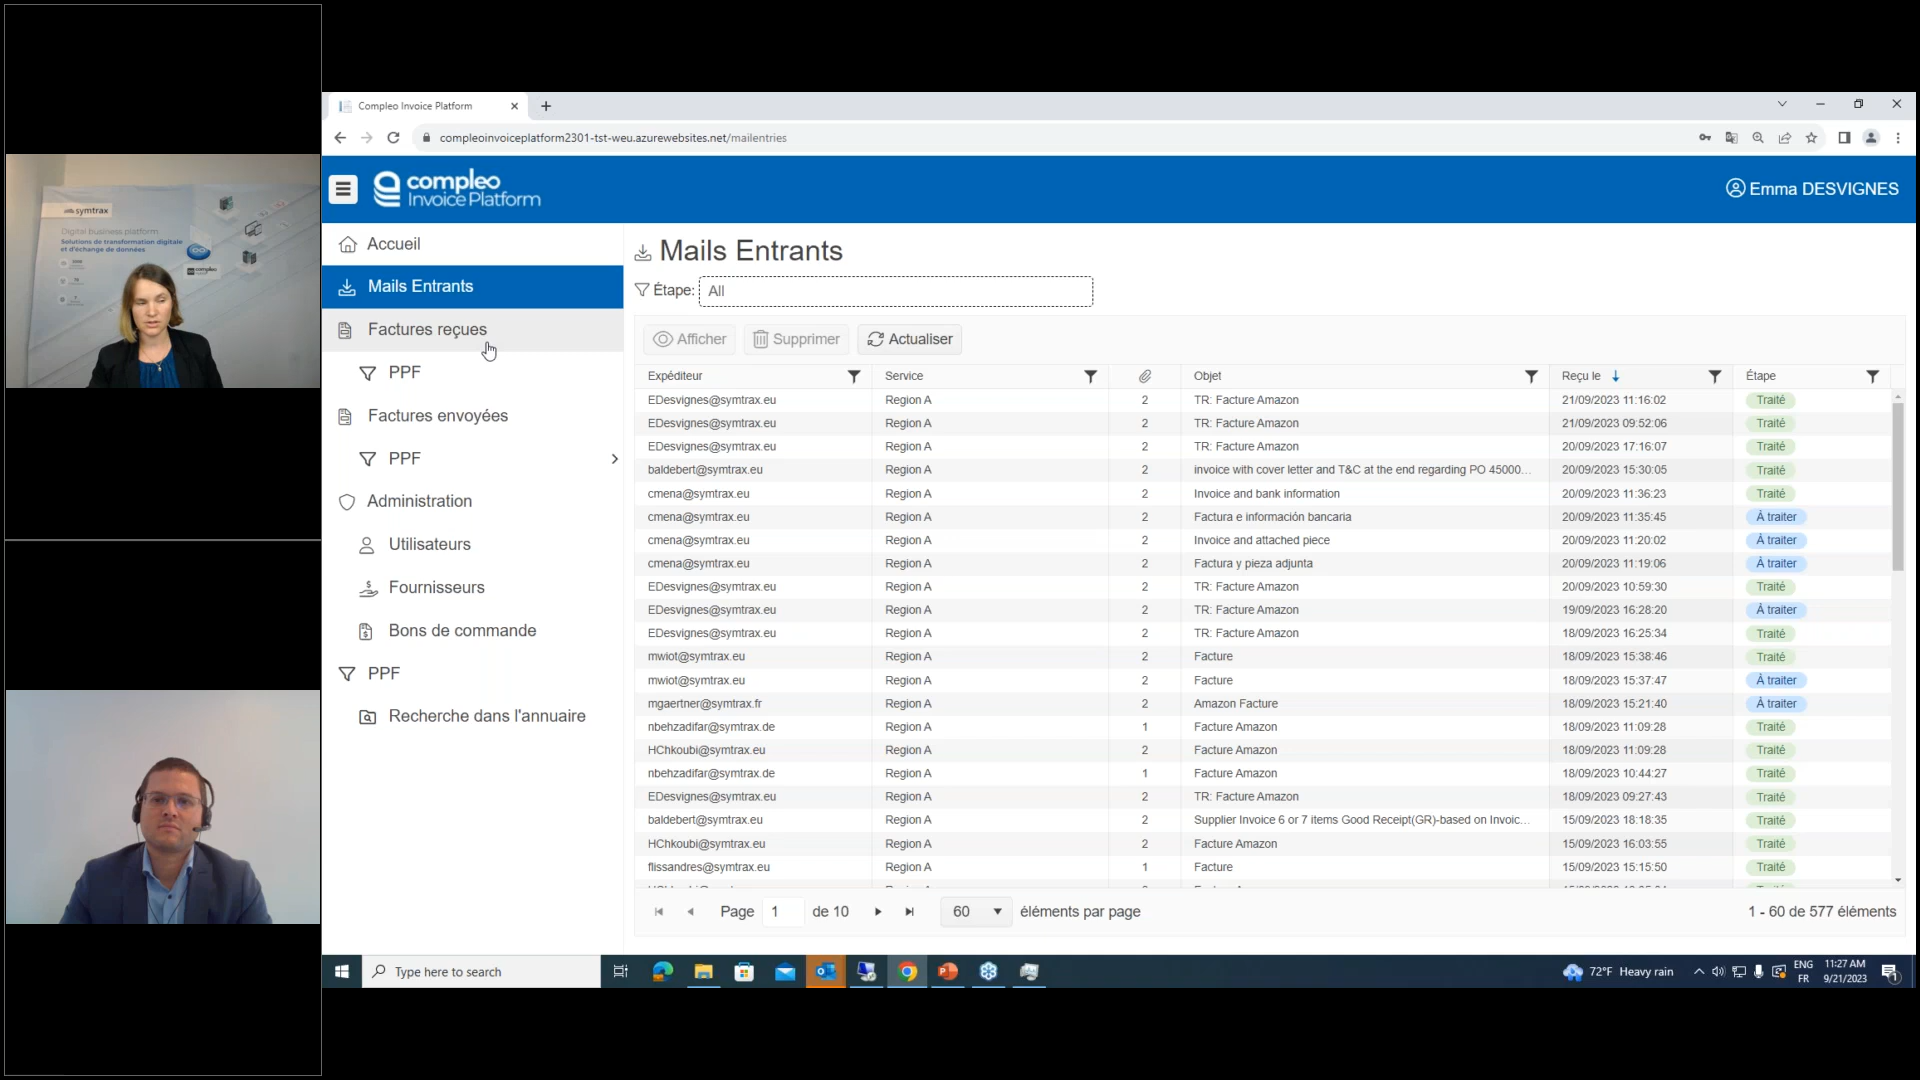 symtrax
Digital business platform
Solutions de transformation digitale
et d'échange de données
compleo
Compleo Invoice Platform
compleoinvoiceplatform2301-tst-weu.azurewebsites.net/mailentries
compleo
Invoice Platform
Emma DESVIGNES
Accueil
Mails Entrants
Factures reçues
PPF
Factures envoyées
PPF
Administration
Utilisateurs
Fournisseurs
Bons de commande
PPF
Recherche dans l'annuaire
Mails Entrants
Étape: All
Afficher Supprimer Actualiser
Expéditeur Service Objet Reçu le Étape
EDesvignes@symtrax.eu Region A 2 TR: Facture Amazon 21/09/2023 11:16:02 Traité
EDesvignes@symtrax.eu Region A 2 TR: Facture Amazon 21/09/2023 09:52:06 Traité
EDesvignes@symtrax.eu Region A 2 TR: Facture Amazon 20/09/2023 17:16:07 Traité
baldebert@symtrax.eu Region A 2 invoice with cover letter and T&C at the end regarding PO 45000... 20/09/2023 15:30:05 Traité
cmena@symtrax.eu Region A 2 Invoice and bank information 20/09/2023 11:36:23 Traité
cmena@symtrax.eu Region A 2 Factura e información bancaria 20/09/2023 11:35:45 À traiter
cmena@symtrax.eu Region A 2 Invoice and attached piece 20/09/2023 11:20:02 À traiter
cmena@symtrax.eu Region A 2 Factura y pieza adjunta 20/09/2023 11:19:06 À traiter
EDesvignes@symtrax.eu Region A 2 TR: Facture Amazon 20/09/2023 10:59:30 Traité
EDesvignes@symtrax.eu Region A 2 TR: Facture Amazon 19/09/2023 16:28:20 À traiter
EDesvignes@symtrax.eu Region A 2 TR: Facture Amazon 18/09/2023 16:25:34 Traité
mwiot@symtrax.eu Region A 2 Facture 18/09/2023 15:38:46 Traité
mwiot@symtrax.eu Region A 2 Facture 18/09/2023 15:37:47 À traiter
mgaertner@symtrax.fr Region A 2 Amazon Facture 18/09/2023 15:21:40 À traiter
nbehzadifar@symtrax.de Region A 1 Facture Amazon 18/09/2023 11:09:28 Traité
HChkoubi@symtrax.eu Region A 2 Facture Amazon 18/09/2023 11:09:28 Traité
nbehzadifar@symtrax.de Region A 1 Facture Amazon 18/09/2023 10:44:27 Traité
EDesvignes@symtrax.eu Region A 2 TR: Facture Amazon 18/09/2023 09:27:43 Traité
baldebert@symtrax.eu Region A 2 Supplier Invoice 6 or 7 items Good Receipt(GR)-based on Invoic... 15/09/2023 18:18:35 Traité
HChkoubi@symtrax.eu Region A 2 Facture Amazon 15/09/2023 16:03:55 Traité
flissandres@symtrax.eu Region A 1 Facture 15/09/2023 15:15:50 Traité
Page 1 de 10 60 éléments par page 1 - 60 de 577 éléments
Type here to search
72°F Heavy rain
ENG
FR
11:27 AM
9/21/2023
1